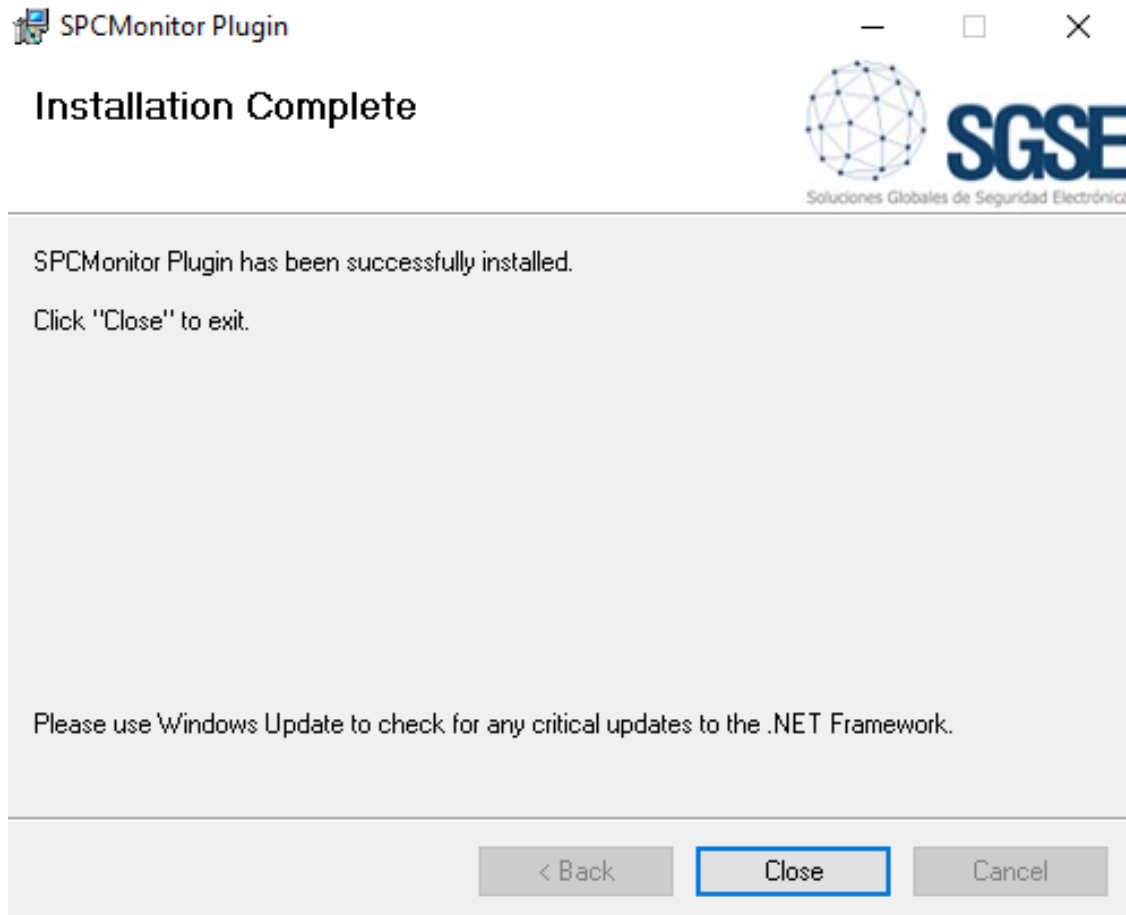 SPCMonitor Plugin
Installation Complete
SGSE
Soluciones Globales de Seguridad Electrónica
SPCMonitor Plugin has been successfully installed.
Click "Close" to exit.
Please use Windows Update to check for any critical updates to the .NET Framework.
< Back
Close
Cancel